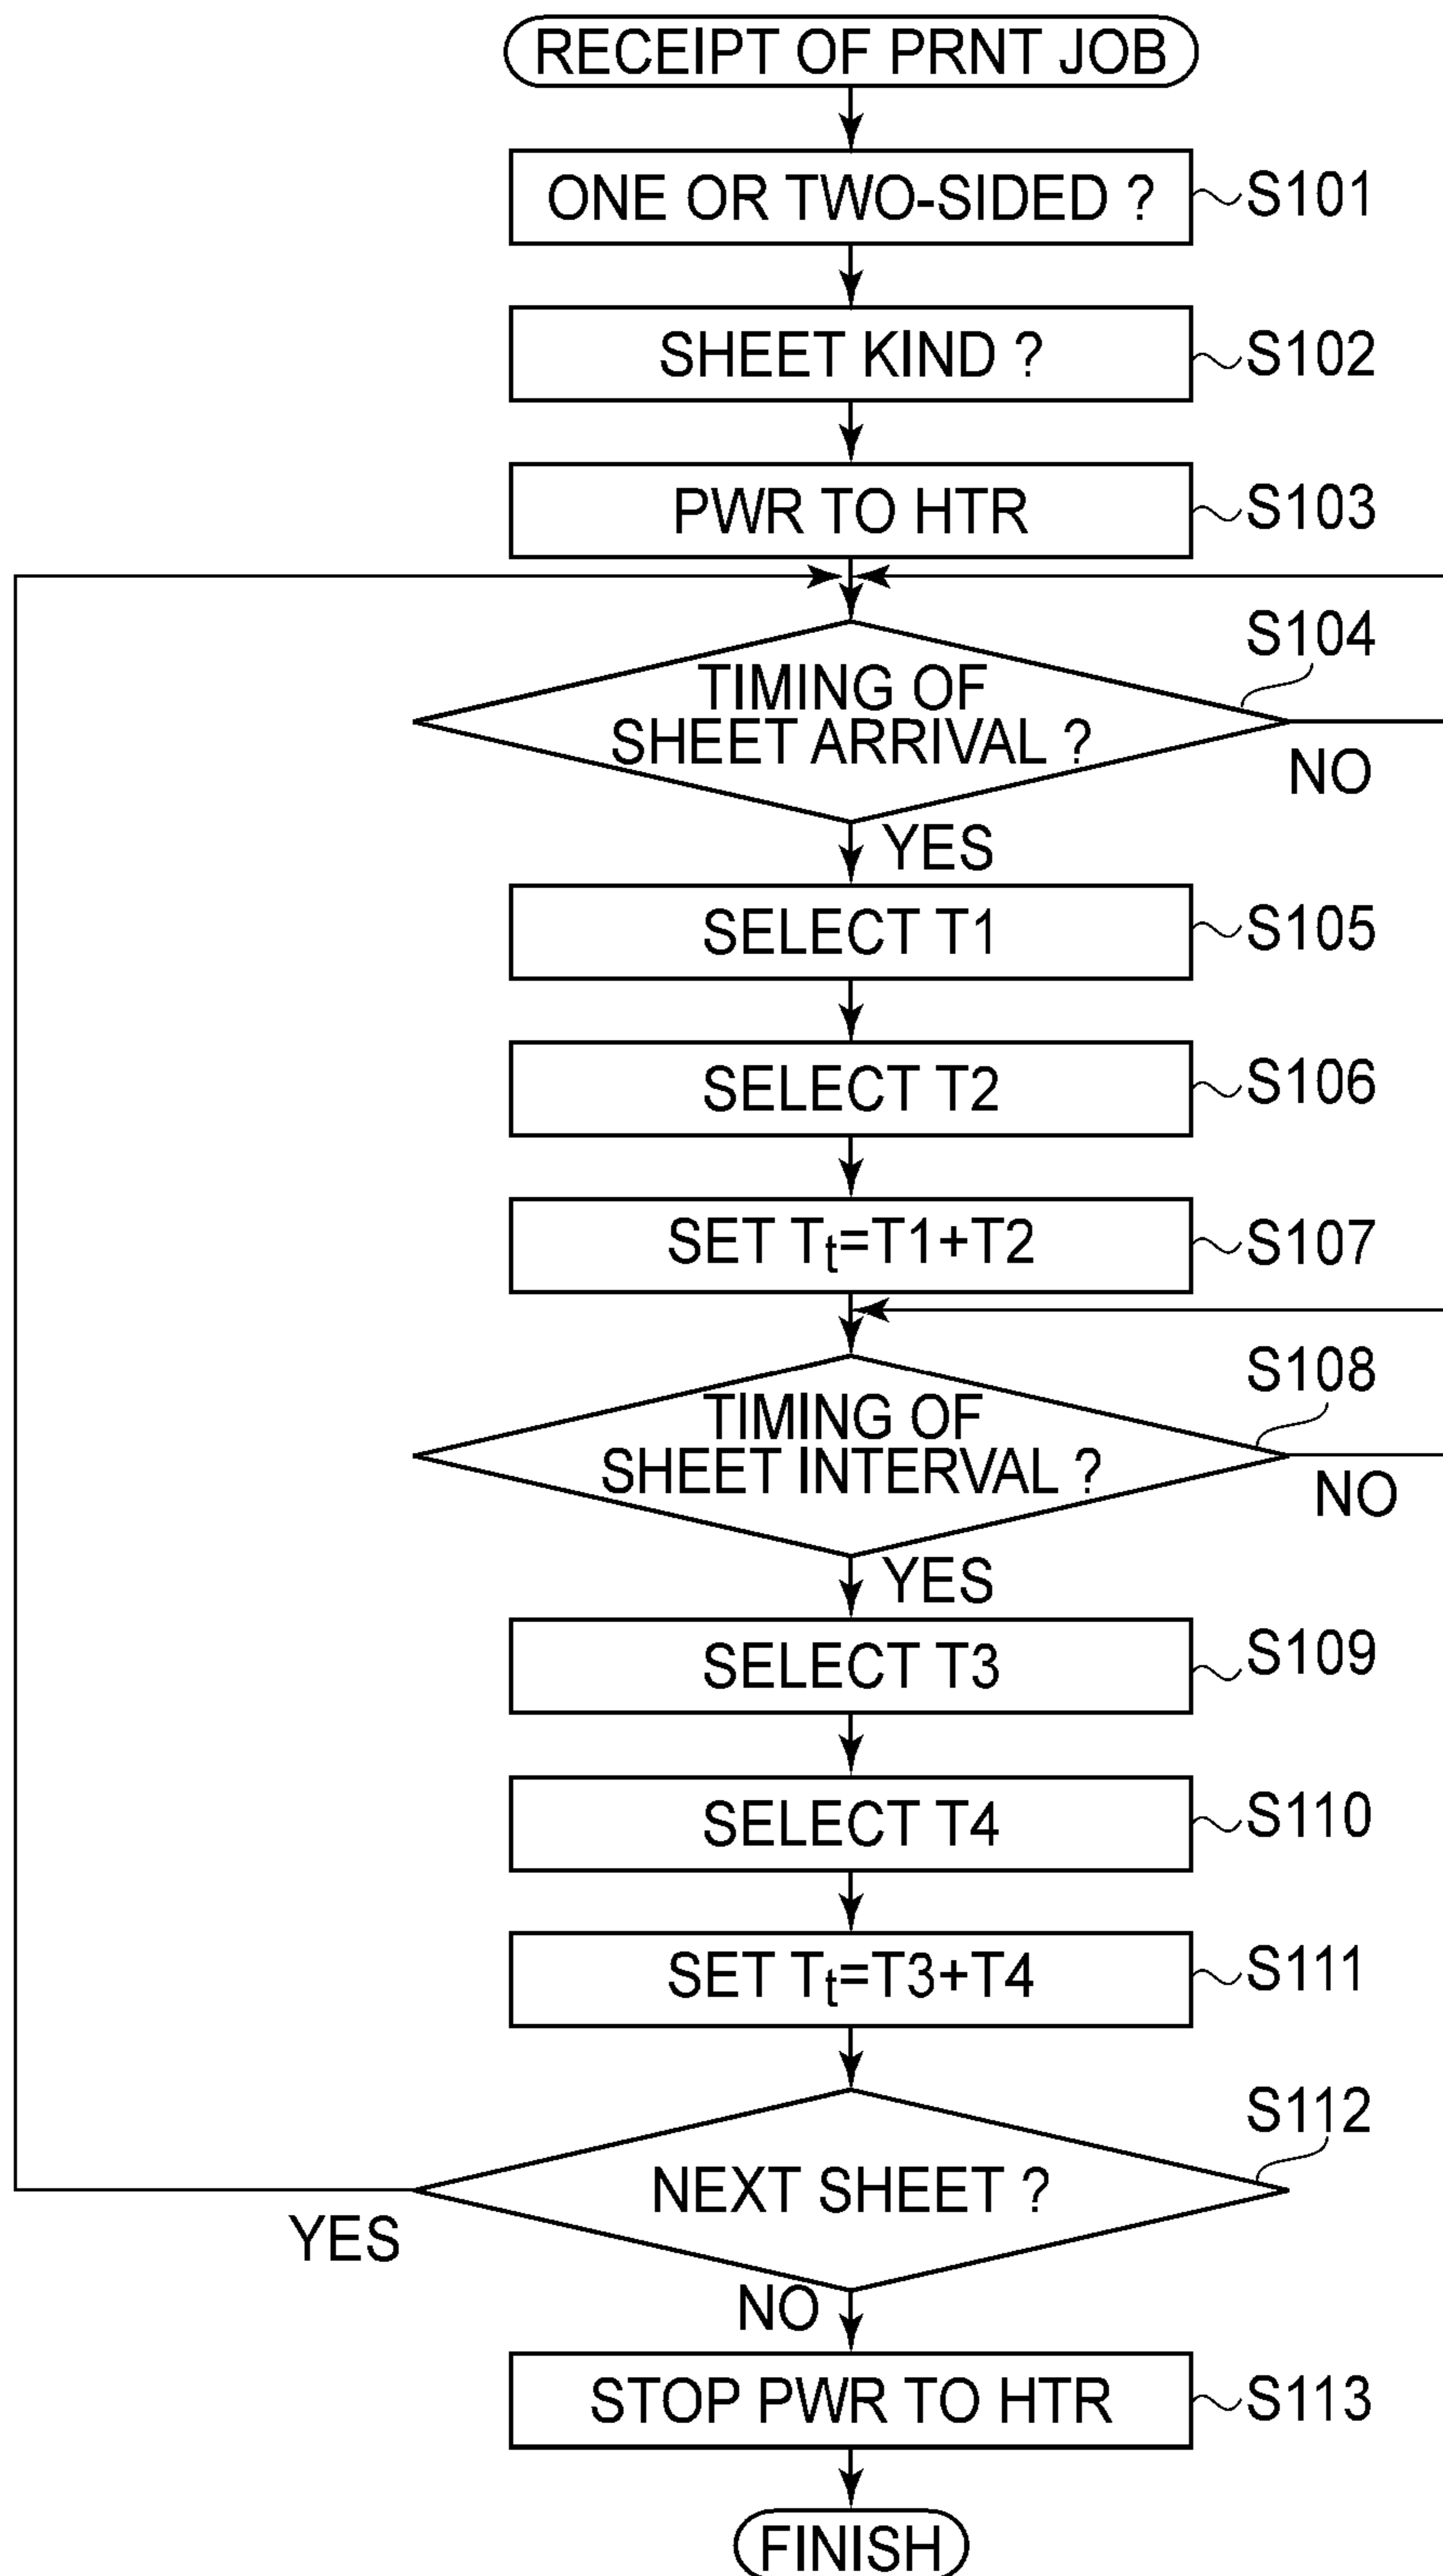 RECEIPT OF PRNT JOB
ONE OR TWO-SIDED ?
S101
SHEET KIND ?
S102
PWR TO HTR
S103
S104
TIMING OF
SHEET ARRIVAL ?
NO
YES
SELECT T1
S105
SELECT T2
S106
SET Tt=T1+T2
S107
S108
TIMING OF
SHEET INTERVAL ?
NO
YES
SELECT T3
S109
SELECT T4
S110
SET Tt=T3+T4
S111
S112
NEXT SHEET ?
YES
NO
STOP PWR TO HTR
S113
FINISH